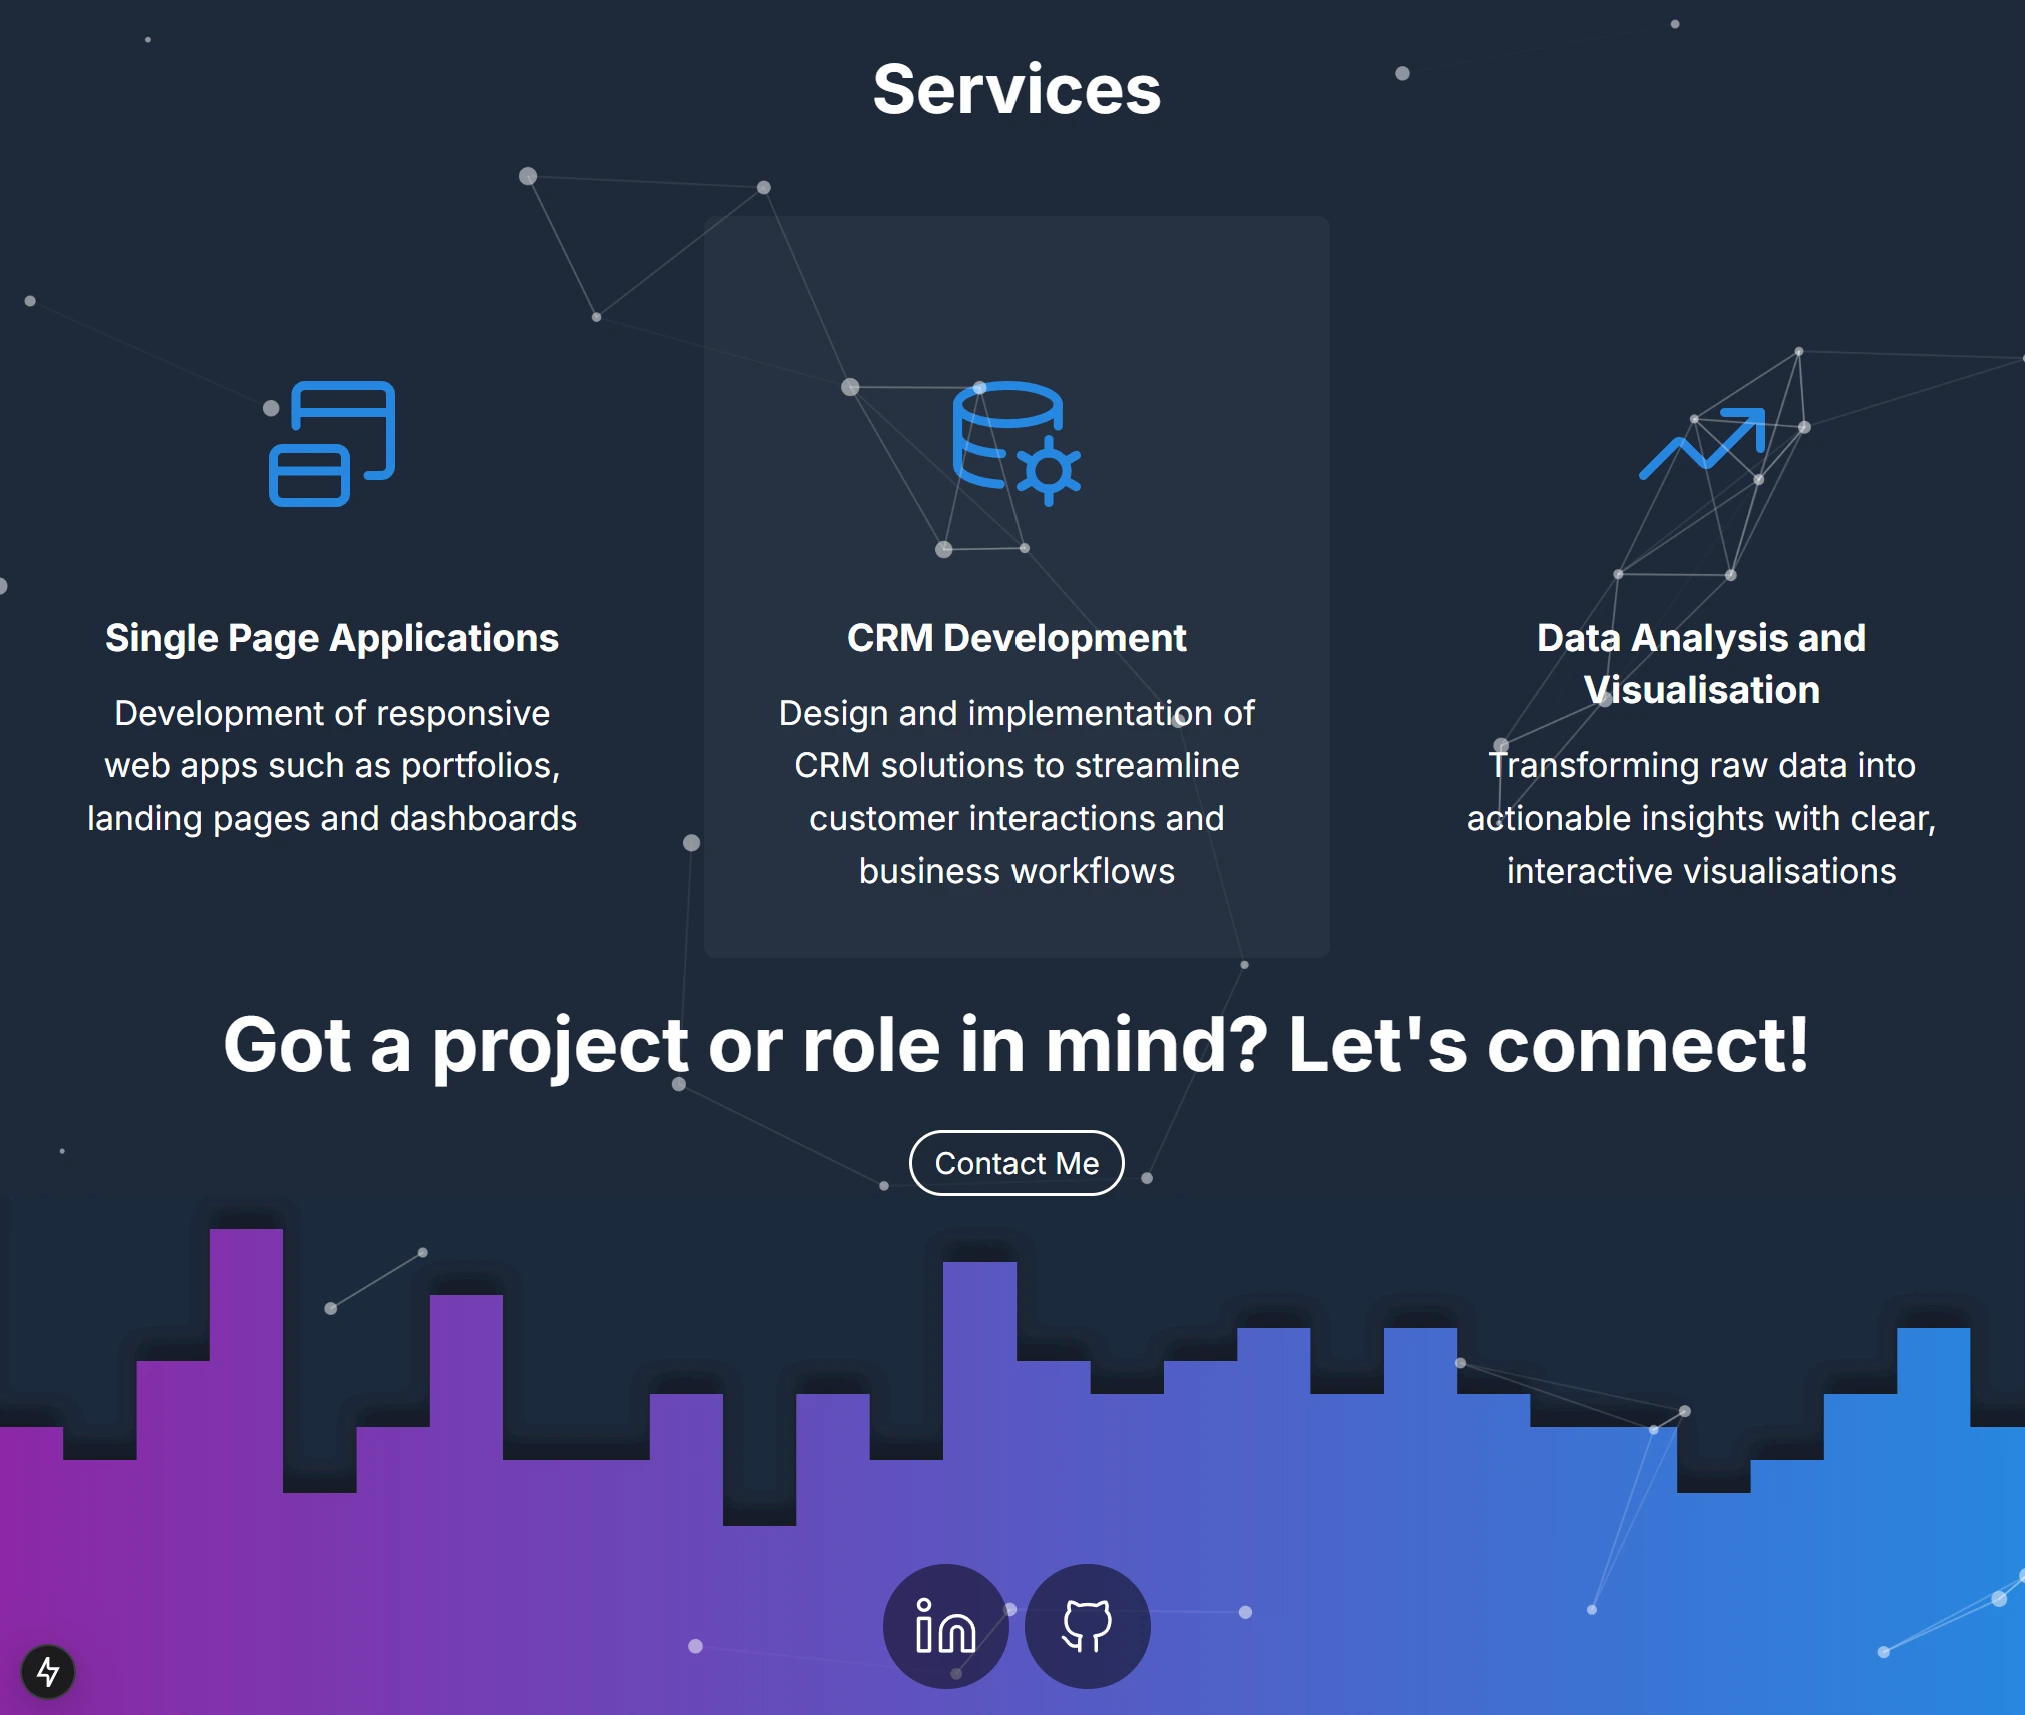 Services
Single Page Applications
Development of responsive
web apps such as portfolios,
landing pages and dashboards
CRM Development
Design and implementation of
CRM solutions to streamline
customer interactions and
business workflows
Data Analysis and
Visualisation
Transforming raw data into
actionable insights with clear,
interactive visualisations
Got a project or role in mind? Let's connect!
Contact Me
in